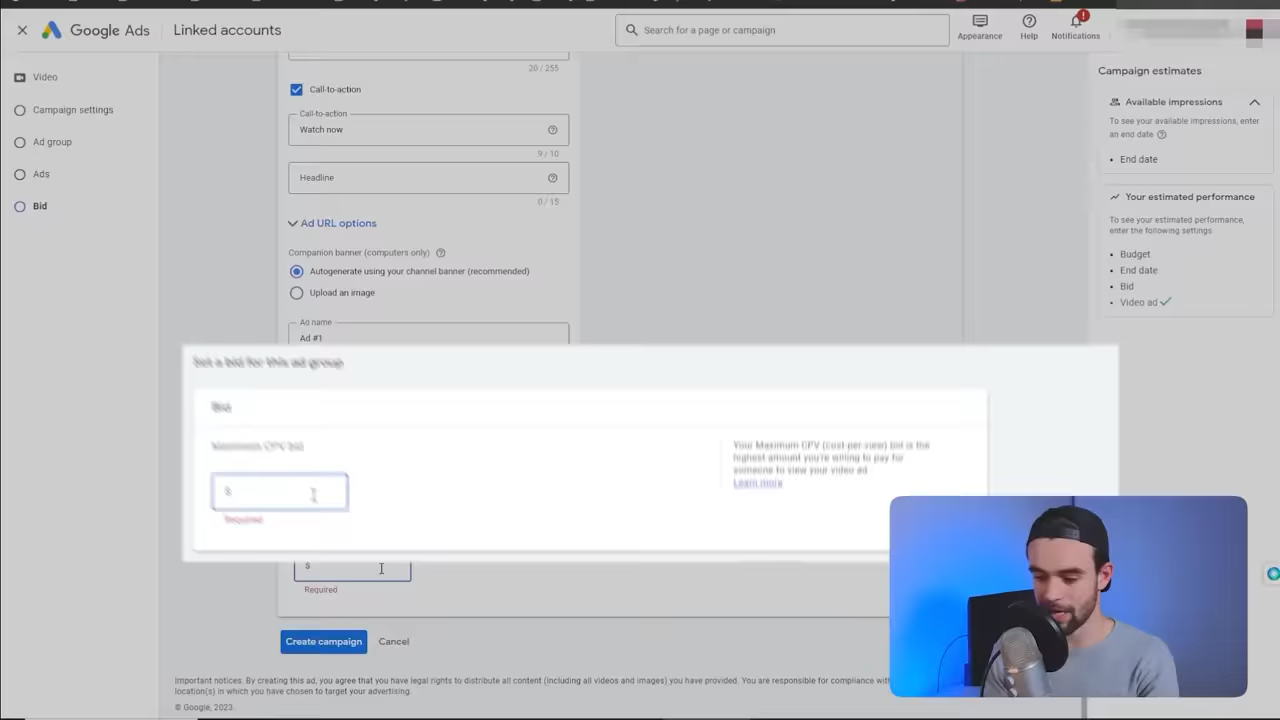 Google Ads
Linked accounts
Search for a page or campaign
Appearance
Help
!
Notifications
Video
Campaign settings
Ad group
Ads
Bid
20 / 255
Call-to-action
Call-to-action
Watch now
9 / 10
Headline
0 / 15
Ad URL options
Companion banner (computers only)
Autogenerate using your channel banner (recommended)
Upload an image
Ad name
Ad #1
Set a bid for this ad group
Bid
Maximum CPV bid
$
Required
Your Maximum CPV (cost-per-view) bid is the
highest amount you're willing to pay for
someone to view your video ad
Learn more
$
Required
Create campaign
Cancel
Important notices. By creating this ad, you agree that you have legal rights to distribute all content (including all videos and images) you have provided. You are responsible for compliance
location(s) in which you have chosen to target your advertising.
© Google, 2023.
Campaign estimates
Available impressions
To see your available impressions, enter
an end date
• End date
Your estimated performance
To see your estimated performance,
enter the following settings
• Budget
• End date
• Bid
• Video ad